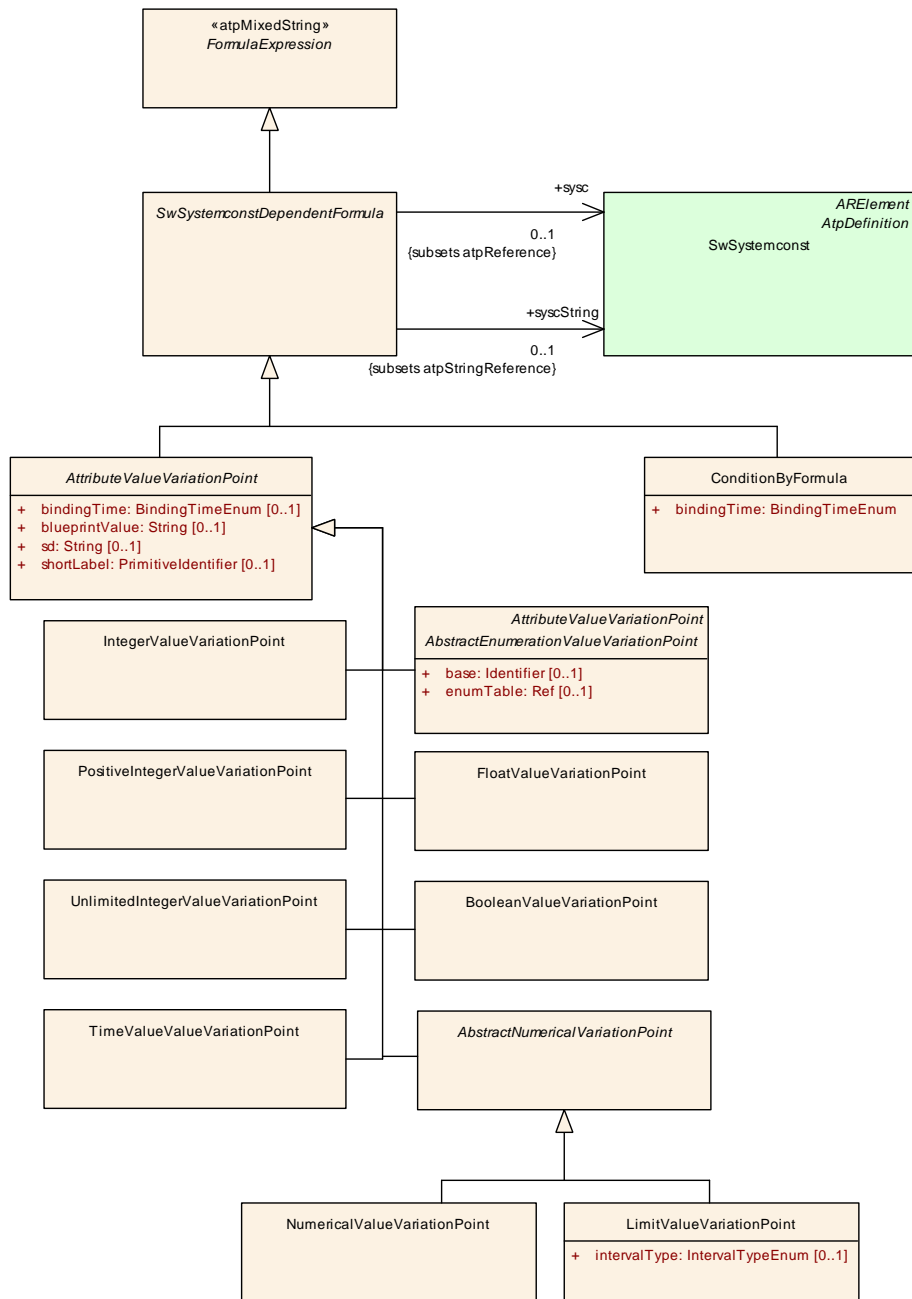 «atpMixedString»
FormulaExpression
SwSystemconstDependentFormula
+sysc
0..1
{subsets atpReference}
ARElement
AtpDefinition
SwSystemconst
+syscString
0..1
{subsets atpStringReference}
AttributeValueVariationPoint
+ bindingTime: BindingTimeEnum [0..1]
+ blueprintValue: String [0..1]
+ sd: String [0..1]
+ shortLabel: PrimitiveIdentifier [0..1]
ConditionByFormula
+ bindingTime: BindingTimeEnum
IntegerValueVariationPoint
AttributeValueVariationPoint
AbstractEnumerationValueVariationPoint
+ base: Identifier [0..1]
+ enumTable: Ref [0..1]
PositiveIntegerValueVariationPoint
FloatValueVariationPoint
UnlimitedIntegerValueVariationPoint
BooleanValueVariationPoint
TimeValueValueVariationPoint
AbstractNumericalVariationPoint
NumericalValueVariationPoint
LimitValueVariationPoint
+ intervalType: IntervalTypeEnum [0..1]